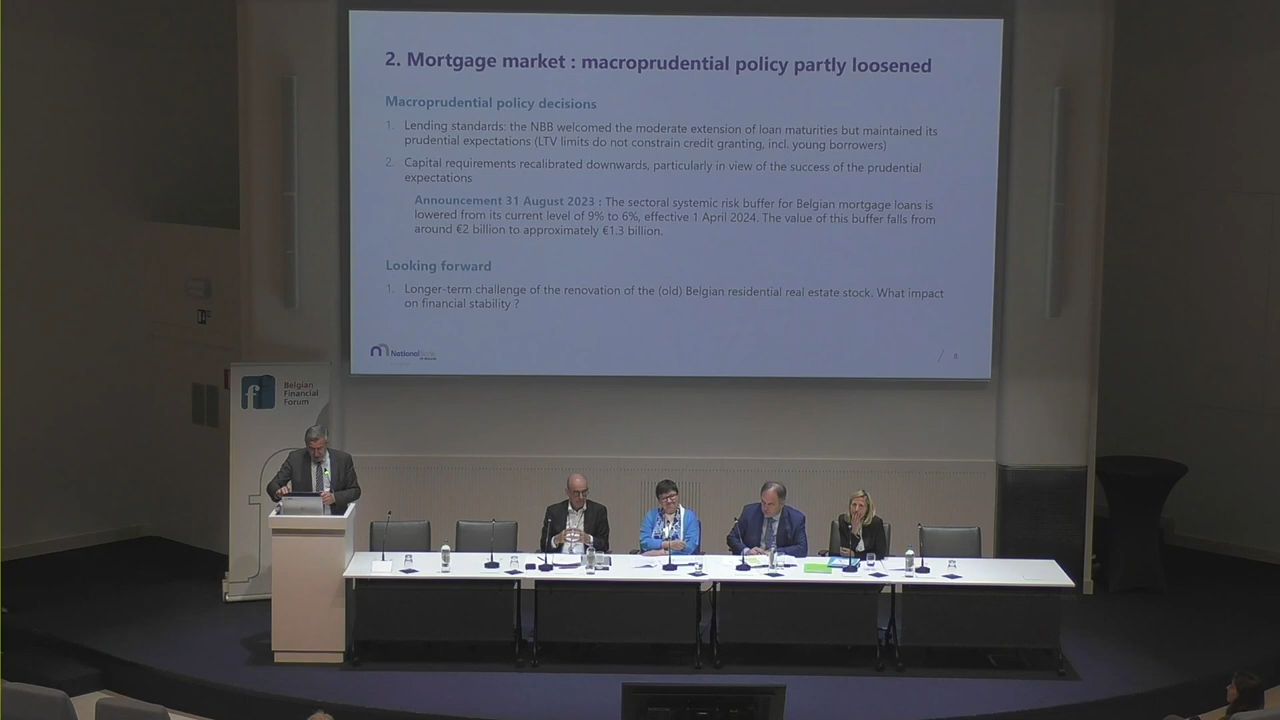 2. Mortgage market : macroprudential policy partly loosened
Macroprudential policy decisions
1. Lending standards: the NBB welcomed the moderate extension of loan maturities but maintained its
prudential expectations (LTV limits do not constrain credit granting, incl. young borrowers)
2. Capital requirements recalibrated downwards, particularly in view of the success of the prudential
expectations
Announcement 31 August 2023 : The sectoral systemic risk buffer for Belgian mortgage loans is
lowered from its current level of 9% to 6%, effective 1 April 2024. The value of this buffer falls from
around €2 billion to approximately €1.3 billion.
Looking forward
1. Longer-term challenge of the renovation of the (old) Belgian residential real estate stock. What impact
on financial stability ?
NationalBank
/ 8
f
Belgian
Financial
Forum